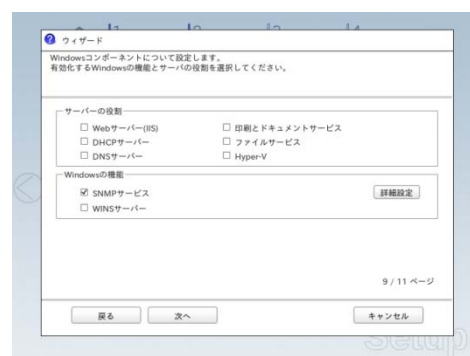 ウィザード
Windowsコンポーネントについて設定します。
有効化するWindowsの機能とサーバの役割を選択してください。
サーバーの役割
Webサーバー(IIS)
印刷とドキュメントサービス
DHCPサーバー
ファイルサービス
DNSサーバー
Hyper-V
Windowsの機能
SNMPサービス
詳細設定
WINSサーバー
9 / 11 ページ
戻る
次へ
キャンセル
Setup